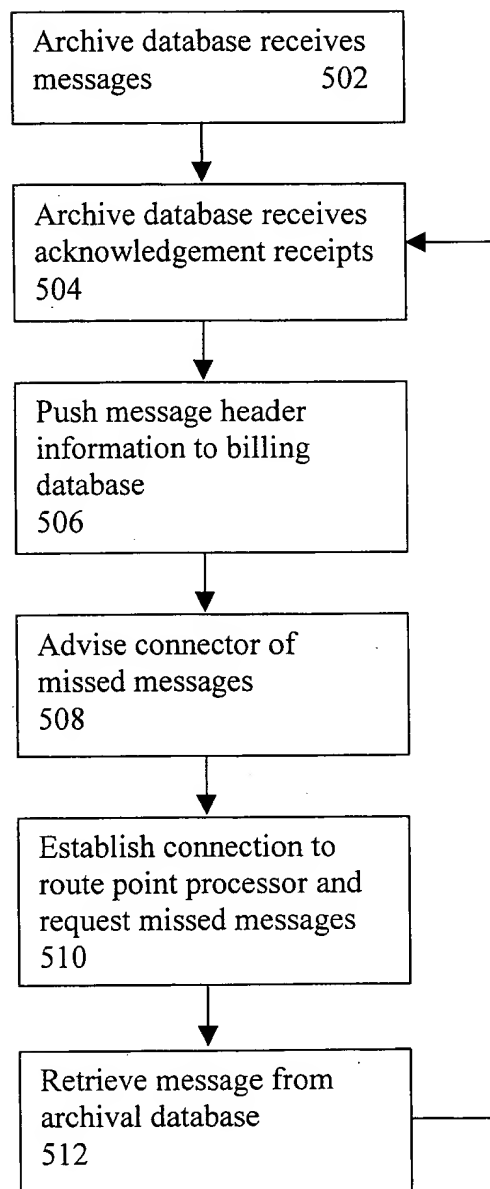 Archive database receives
messages 502
Archive database receives
acknowledgement receipts
504
Push message header
information to billing
database
506
Advise connector of
missed messages
508
Establish connection to
route point processor and
request missed messages
510
Retrieve message from
archival database
512